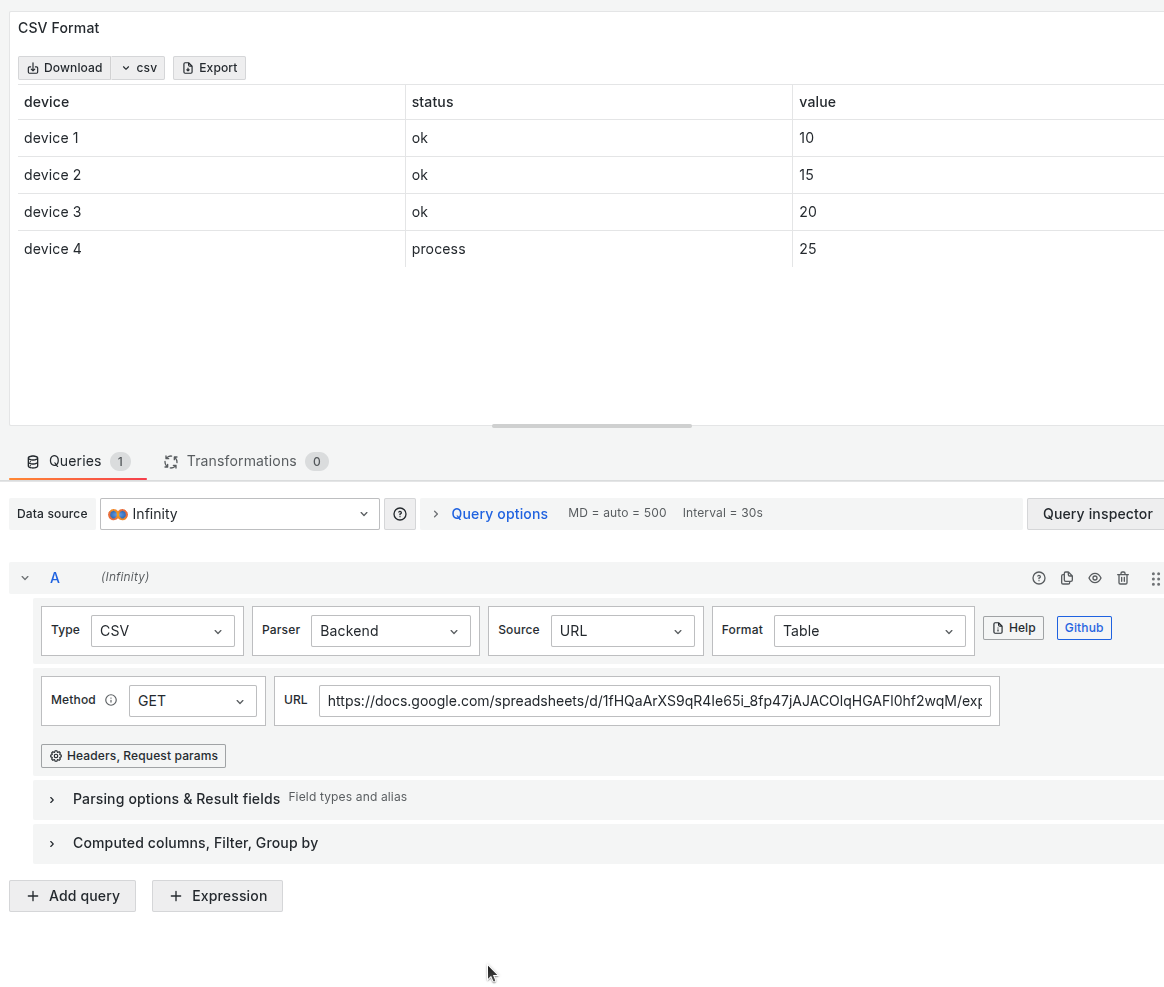 CSV Format
Download csv Export
device status value
device 1 ok 10
device 2 ok 15
device 3 ok 20
device 4 process 25
Queries 1 Transformations 0
Data source Infinity Query options MD = auto = 500 Interval = 30s Query inspector
A (Infinity)
Type CSV Parser Backend Source URL Format Table Help Github
Method GET URL https://docs.google.com/spreadsheets/d/1fHQaArXS9qR4Ie65i_8fp47jAJACOIqHGAFI0hf2wqM/exp
Headers, Request params
Parsing options & Result fields Field types and alias
Computed columns, Filter, Group by
Add query Expression